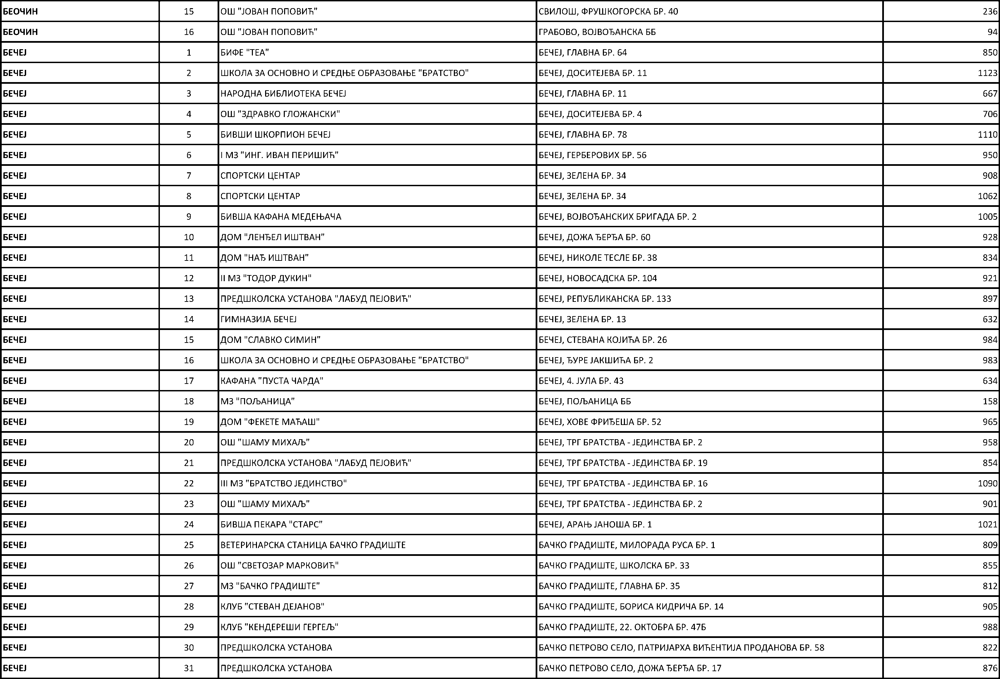 БЕОЧИН 15 ОШ "ЈОВАН ПОПОВИЋ" СВИЛОШ, ФРУШКОГОРСКА БР. 40 236
БЕОЧИН 16 ОШ "ЈОВАН ПОПОВИЋ" ГРАБОВО, ВОЈВОЂАНСКА ББ 94
БЕЧЕЈ 1 БИФЕ "ТЕА" БЕЧЕЈ, ГЛАВНА БР. 64 850
БЕЧЕЈ 2 ШКОЛА ЗА ОСНОВНО И СРЕДЊЕ ОБРАЗОВАЊЕ "БРАТСТВО" БЕЧЕЈ, ДОСИТЕЈЕВА БР. 11 1123
БЕЧЕЈ 3 НАРОДНА БИБЛИОТЕКА БЕЧЕЈ БЕЧЕЈ, ГЛАВНА БР. 11 667
БЕЧЕЈ 4 ОШ "ЗДРАВКО ГЛОЖАНСКИ" БЕЧЕЈ, ДОСИТЕЈЕВА БР. 4 706
БЕЧЕЈ 5 БИВШИ ШКОРПИОН БЕЧЕЈ БЕЧЕЈ, ГЛАВНА БР. 78 1110
БЕЧЕЈ 6 I МЗ "ИНГ. ИВАН ПЕРИШИЋ" БЕЧЕЈ, ГЕРБЕРОВИХ БР. 56 950
БЕЧЕЈ 7 СПОРТСКИ ЦЕНТАР БЕЧЕЈ, ЗЕЛЕНА БР. 34 908
БЕЧЕЈ 8 СПОРТСКИ ЦЕНТАР БЕЧЕЈ, ЗЕЛЕНА БР. 34 1062
БЕЧЕЈ 9 БИВША КАФАНА МЕДЕЊАЧА БЕЧЕЈ, ВОЈВОЂАНСКИХ БРИГАДА БР. 2 1005
БЕЧЕЈ 10 ДОМ "ЛЕНЂЕЛ ИШТВАН" БЕЧЕЈ, ДОЖА ЂЕРЂА БР. 60 928
БЕЧЕЈ 11 ДОМ "НАЂ ИШТВАН" БЕЧЕЈ, НИКОЛЕ ТЕСЛЕ БР. 38 834
БЕЧЕЈ 12 II МЗ "ТОДОР ДУКИН" БЕЧЕЈ, НОВОСАДСКА БР. 104 921
БЕЧЕЈ 13 ПРЕДШКОЛСКА УСТАНОВА "ЛАБУД ПЕЈОВИЋ" БЕЧЕЈ, РЕПУБЛИКАНСКА БР. 133 897
БЕЧЕЈ 14 ГИМНАЗИЈА БЕЧЕЈ БЕЧЕЈ, ЗЕЛЕНА БР. 13 632
БЕЧЕЈ 15 ДОМ "СЛАВКО СИМИН" БЕЧЕЈ, СТЕВАНА КОЈИЋА БР. 26 984
БЕЧЕЈ 16 ШКОЛА ЗА ОСНОВНО И СРЕДЊЕ ОБРАЗОВАЊЕ "БРАТСТВО" БЕЧЕЈ, ЂУРЕ ЈАКШИЋА БР. 2 983
БЕЧЕЈ 17 КАФАНА "ПУСТА ЧАРДА" БЕЧЕЈ, 4. ЈУЛА БР. 43 634
БЕЧЕЈ 18 МЗ "ПОЉАНИЦА" БЕЧЕЈ, ПОЉАНИЦА ББ 158
БЕЧЕЈ 19 ДОМ "ФЕКЕТЕ МАЋАШ" БЕЧЕЈ, ХОВЕ ФРИЂЕША БР. 52 965
БЕЧЕЈ 20 ОШ "ШАМУ МИХАЉ" БЕЧЕЈ, ТРГ БРАТСТВА - ЈЕДИНСТВА БР. 2 958
БЕЧЕЈ 21 ПРЕДШКОЛСКА УСТАНОВА "ЛАБУД ПЕЈОВИЋ" БЕЧЕЈ, ТРГ БРАТСТВА - ЈЕДИНСТВА БР. 19 854
БЕЧЕЈ 22 III МЗ "БРАТСТВО ЈЕДИНСТВО" БЕЧЕЈ, ТРГ БРАТСТВА - ЈЕДИНСТВА БР. 16 1090
БЕЧЕЈ 23 ОШ "ШАМУ МИХАЉ" БЕЧЕЈ, ТРГ БРАТСТВА - ЈЕДИНСТВА БР. 2 901
БЕЧЕЈ 24 БИВША ПЕКАРА "СТАРС" БЕЧЕЈ, АРАЊ ЈАНОША БР. 1 1021
БЕЧЕЈ 25 ВЕТЕРИНАРСКА СТАНИЦА БАЧКО ГРАДИШТЕ БАЧКО ГРАДИШТЕ, МИЛОРАДА РУСА БР. 1 809
БЕЧЕЈ 26 ОШ "СВЕТОЗАР МАРКОВИЋ" БАЧКО ГРАДИШТЕ, ШКОЛСКА БР. 33 855
БЕЧЕЈ 27 МЗ "БАЧКО ГРАДИШТЕ" БАЧКО ГРАДИШТЕ, ГЛАВНА БР. 35 812
БЕЧЕЈ 28 КЛУБ "СТЕВАН ДЕЈАНОВ" БАЧКО ГРАДИШТЕ, БОРИСА КИДРИЧА БР. 14 905
БЕЧЕЈ 29 КЛУБ "КЕНДЕРЕШИ ГЕРГЕЉ" БАЧКО ГРАДИШТЕ, 22. ОКТОБРА БР. 47Б 988
БЕЧЕЈ 30 ПРЕДШКОЛСКА УСТАНОВА БАЧКО ПЕТРОВО СЕЛО, ПАТРИЈАРХА ВИЋЕНТИЈА ПРОДАНОВА БР. 58 822
БЕЧЕЈ 31 ПРЕДШКОЛСКА УСТАНОВА БАЧКО ПЕТРОВО СЕЛО, ДОЖА ЂЕРЂА БР. 17 876